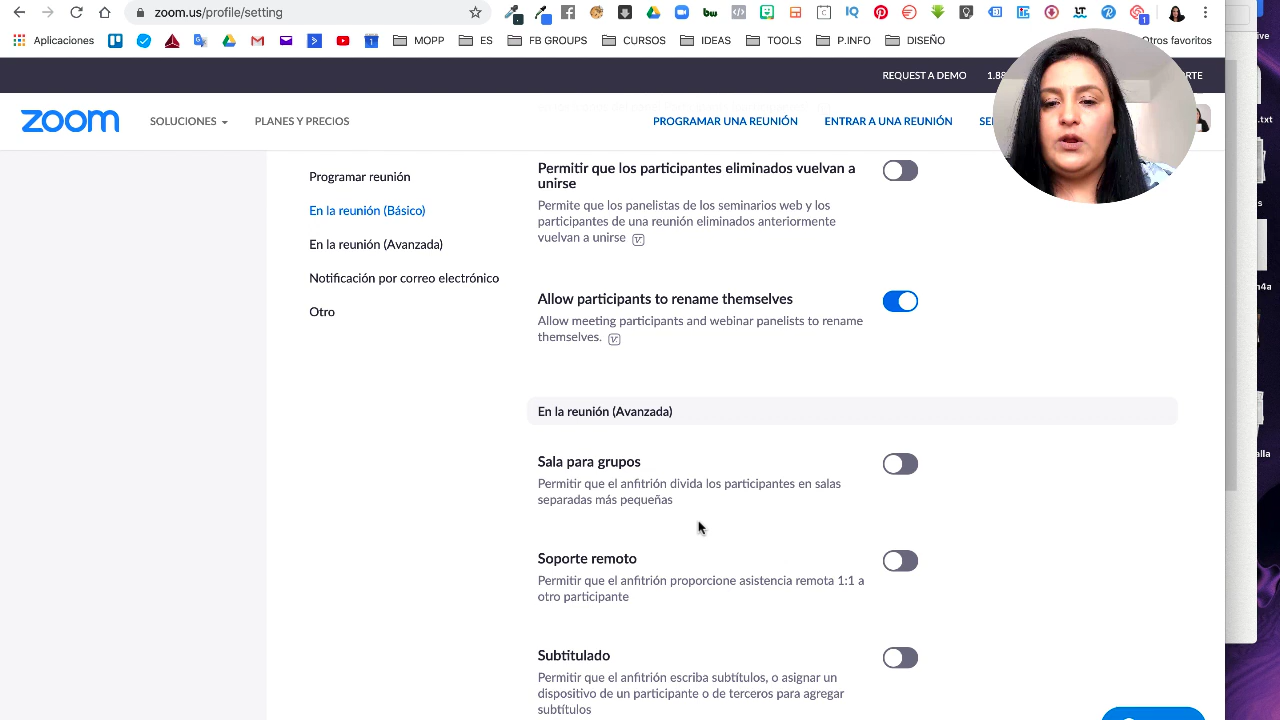 zoom.us/profile/setting
Aplicaciones
MOPP
ES
FB GROUPS
CURSOS
IDEAS
TOOLS
P.INFO
DISEÑO
Otros favoritos
REQUEST A DEMO
1.88
RTE
zoom
SOLUCIONES
PLANES Y PRECIOS
PROGRAMAR UNA REUNIÓN
ENTRAR A UNA REUNIÓN
SE
.txt
Programar reunión
En la reunión (Básico)
En la reunión (Avanzada)
Notificación por correo electrónico
Otro
Permitir que los participantes eliminados vuelvan a
unirse
Permite que los panelistas de los seminarios web y los
participantes de una reunión eliminados anteriormente
vuelvan a unirse
Allow participants to rename themselves
Allow meeting participants and webinar panelists to rename
themselves.
En la reunión (Avanzada)
Sala para grupos
Permitir que el anfitrión divida los participantes en salas
separadas más pequeñas
Soporte remoto
Permitir que el anfitrión proporcione asistencia remota 1:1 a
otro participante
Subtitulado
Permitir que el anfitrión escriba subtítulos, o asignar un
dispositivo de un participante o de terceros para agregar
subtítulos